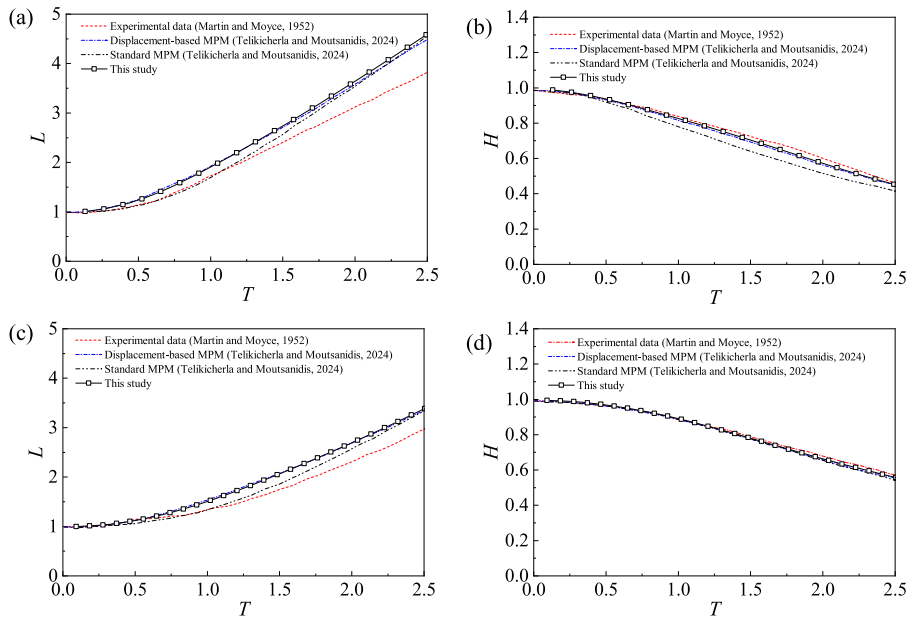 (a)
5
4
3
2
1
L
Experimental data (Martin and Moyce, 1952)
Displacement-based MPM (Telikicherla and Moutsanidis, 2024)
Standard MPM (Telikicherla and Moutsanidis, 2024)
This study
0.0 0.5 1.0 1.5 2.0 2.5
T
(b)
1.4
1.2
1.0
0.8
0.6
0.4
0.2
0.0
H
Experimental data (Martin and Moyce, 1952)
Displacement-based MPM (Telikicherla and Moutsanidis, 2024)
Standard MPM (Telikicherla and Moutsanidis, 2024)
This study
0.0 0.5 1.0 1.5 2.0 2.5
T
(c)
5
4
3
2
1
0
L
Experimental data (Martin and Moyce, 1952)
Displacement-based MPM (Telikicherla and Moutsanidis, 2024)
Standard MPM (Telikicherla and Moutsanidis, 2024)
This study
0.0 0.5 1.0 1.5 2.0 2.5
T
(d)
1.4
1.2
1.0
0.8
0.6
0.4
0.2
0.0
H
Experimental data (Martin and Moyce, 1952)
Displacement-based MPM (Telikicherla and Moutsanidis, 2024)
Standard MPM (Telikicherla and Moutsanidis, 2024)
This study
0.0 0.5 1.0 1.5 2.0 2.5
T